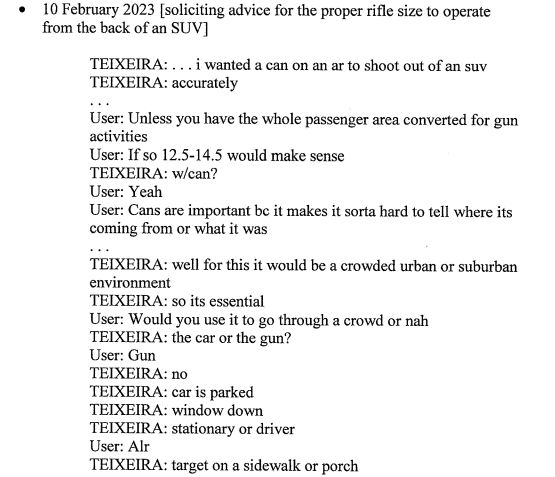 • 10 February 2023 [soliciting advice for the proper rifle size to operate
from the back of an SUV]
TEIXEIRA: . . . i wanted a can on an ar to shoot out of an suv
TEIXEIRA: accurately
. . .
User: Unless you have the whole passenger area converted for gun
activities
User: If so 12.5-14.5 would make sense
TEIXEIRA: w/can?
User: Yeah
User: Cans are important bc it makes it sorta hard to tell where its
coming from or what it was
. . .
TEIXEIRA: well for this it would be a crowded urban or suburban
environment
TEIXEIRA: so its essential
User: Would you use it to go through a crowd or nah
TEIXEIRA: the car or the gun?
User: Gun
TEIXEIRA: no
TEIXEIRA: car is parked
TEIXEIRA: window down
TEIXEIRA: stationary or driver
User: Alr
TEIXEIRA: target on a sidewalk or porch